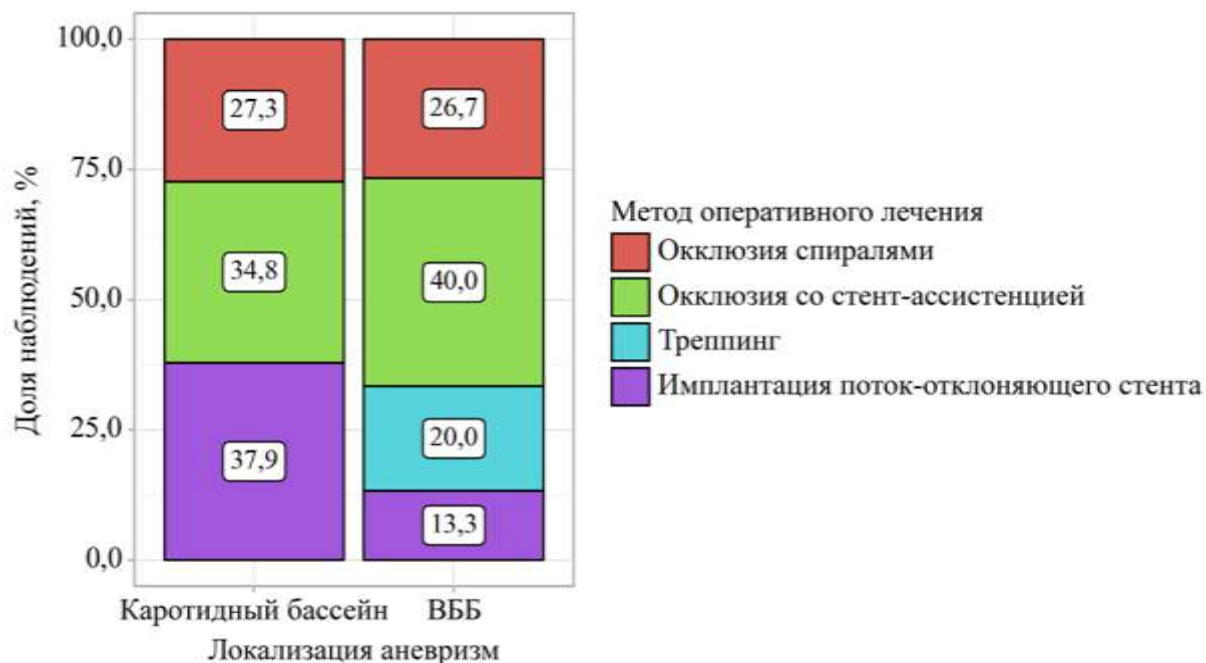 Доля наблюдений, %
100,0
75,0
50,0
25,0
0,0
27,3
34,8
37,9
26,7
40,0
20,0
13,3
Каротидный бассейн
ВББ
Локализация аневризм
Метод оперативного лечения
Окклюзия спиралями
Окклюзия со стент-ассистенцией
Треппинг
Имплантация поток-отклоняющего стента